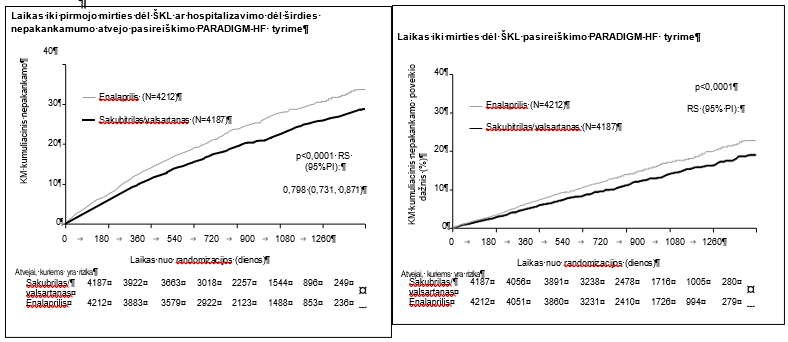 Laikas iki pirmojo mirties dėl ŠKL ar hospitalizavimo dėl širdies
nepakankamumo atvejo pasireiškimo PARADIGM-HF tyrime
KM kumuliacinis nepakankamo
40
30
20
10
0
Enalaprilis (N=4212)
Sakubitrilas/valsartanas (N=4187)
p<0,0001 RS
(95%PI):
0,798 (0,731, 0,871)
0 180 360 540 720 900 1080 1260
Laikas nuo randomizacijos (dienos)
Atvejai, kuriems yra rizika
Sakubrilas/ 4187 3922 3663 3018 2257 1544 896 249
valsartanas
Enalaprilis 4212 3883 3579 2922 2123 1488 853 236
Laikas iki mirties dėl ŠKL pasireiškimo PARADIGM-HF tyrime
KM kumuliacinis nepakankamo poveikio
dažnis (%)
40
30
20
10
0
p<0,0001
RS (95% PI):
Enalaprilis (N=4212)
Sakubitrilas/valsartanas (N=4187)
0 180 360 540 720 900 1080 1260
Laikas nuo randomizacijos (dienos)
Atvejai, kuriems yra rizika
Sakubrilas/ 4187 4056 3891 3238 2478 1716 1005 280
valsartanas
Enalaprilis 4212 4051 3860 3231 2410 1726 994 279